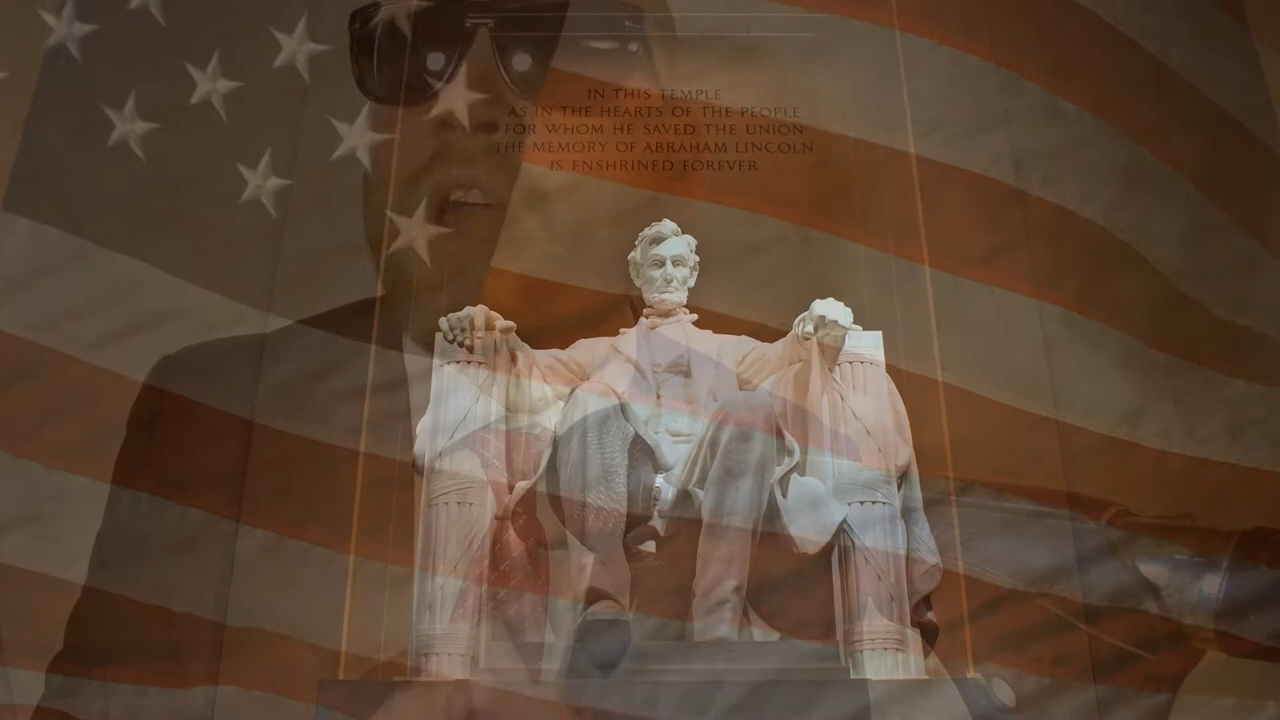 IN THIS TEMPLE
AS IN THE HEARTS OF THE PEOPLE
FOR WHOM HE SAVED THE UNION
THE MEMORY OF ABRAHAM LINCOLN
IS ENSHRINED FOREVER